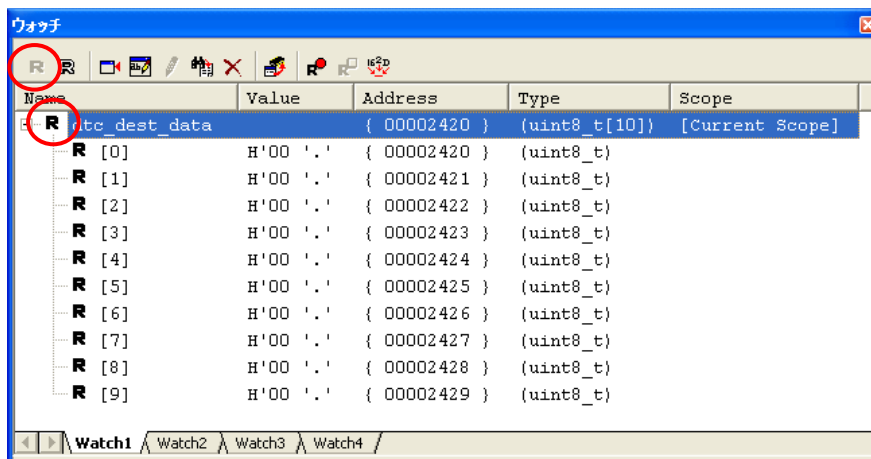 ウォッチ
R R R 16 2D
Name Value Address Type Scope
R dtc_dest_data { 00002420 } (uint8_t[10]) [Current Scope]
R [0] H'00 '.' { 00002420 } (uint8_t)
R [1] H'00 '.' { 00002421 } (uint8_t)
R [2] H'00 '.' { 00002422 } (uint8_t)
R [3] H'00 '.' { 00002423 } (uint8_t)
R [4] H'00 '.' { 00002424 } (uint8_t)
R [5] H'00 '.' { 00002425 } (uint8_t)
R [6] H'00 '.' { 00002426 } (uint8_t)
R [7] H'00 '.' { 00002427 } (uint8_t)
R [8] H'00 '.' { 00002428 } (uint8_t)
R [9] H'00 '.' { 00002429 } (uint8_t)
Watch1 Watch2 Watch3 Watch4